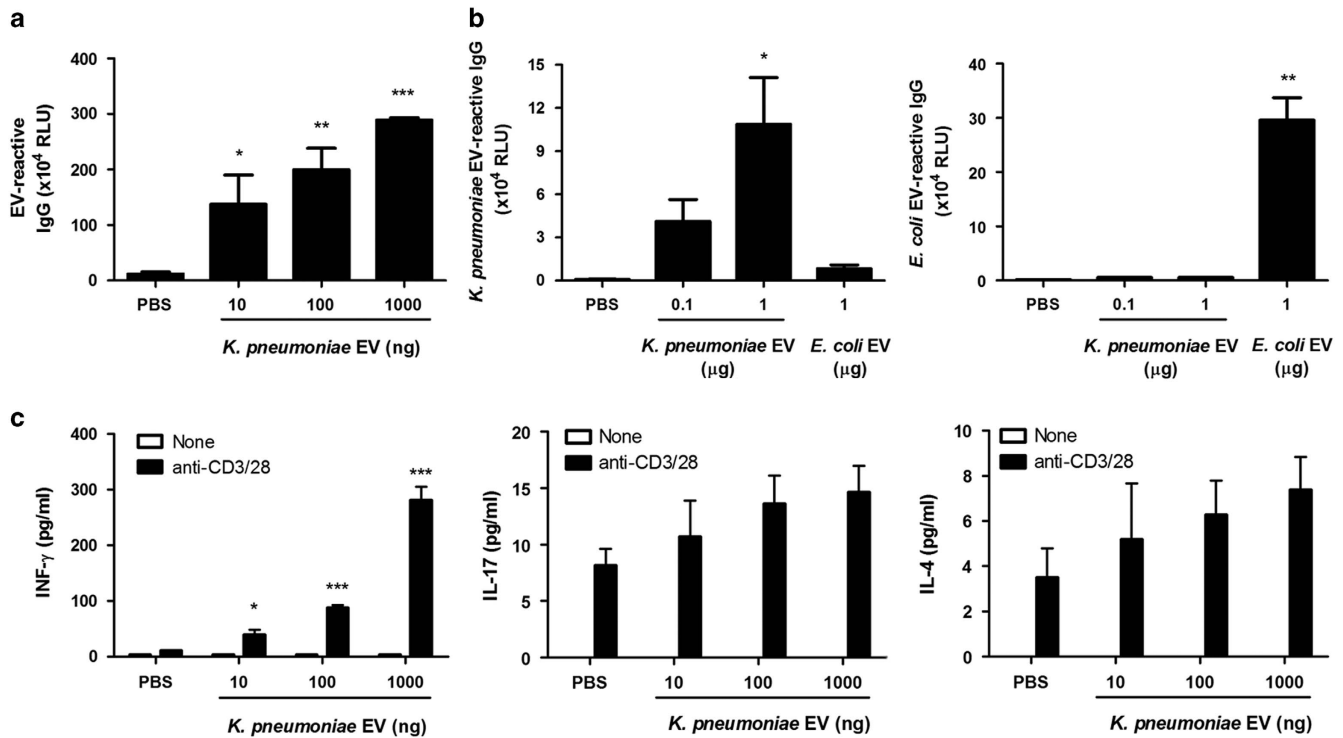 a
EV-reactive
IgG (x10⁴ RLU)
400
300
200
100
0
*
**
***
PBS
10
100
1000
K. pneumoniae EV (ng)
b
K. pneumoniae EV-reactive IgG
(x10⁴ RLU)
15
12
9
6
3
0
*
PBS
0.1
1
1
K. pneumoniae EV
(μg)
E. coli EV
(μg)
E. coli EV-reactive IgG
(x10⁴ RLU)
40
30
20
10
0
**
PBS
0.1
1
1
K. pneumoniae EV
(μg)
E. coli EV
(μg)
c
INF-γ (pg/ml)
400
300
200
100
0
None
anti-CD3/28
*
***
***
PBS
10
100
1000
K. pneumoniae EV (ng)
IL-17 (pg/ml)
20
15
10
5
0
None
anti-CD3/28
PBS
10
100
1000
K. pneumoniae EV (ng)
IL-4 (pg/ml)
10
8
6
4
2
0
None
anti-CD3/28
PBS
10
100
1000
K. pneumoniae EV (ng)